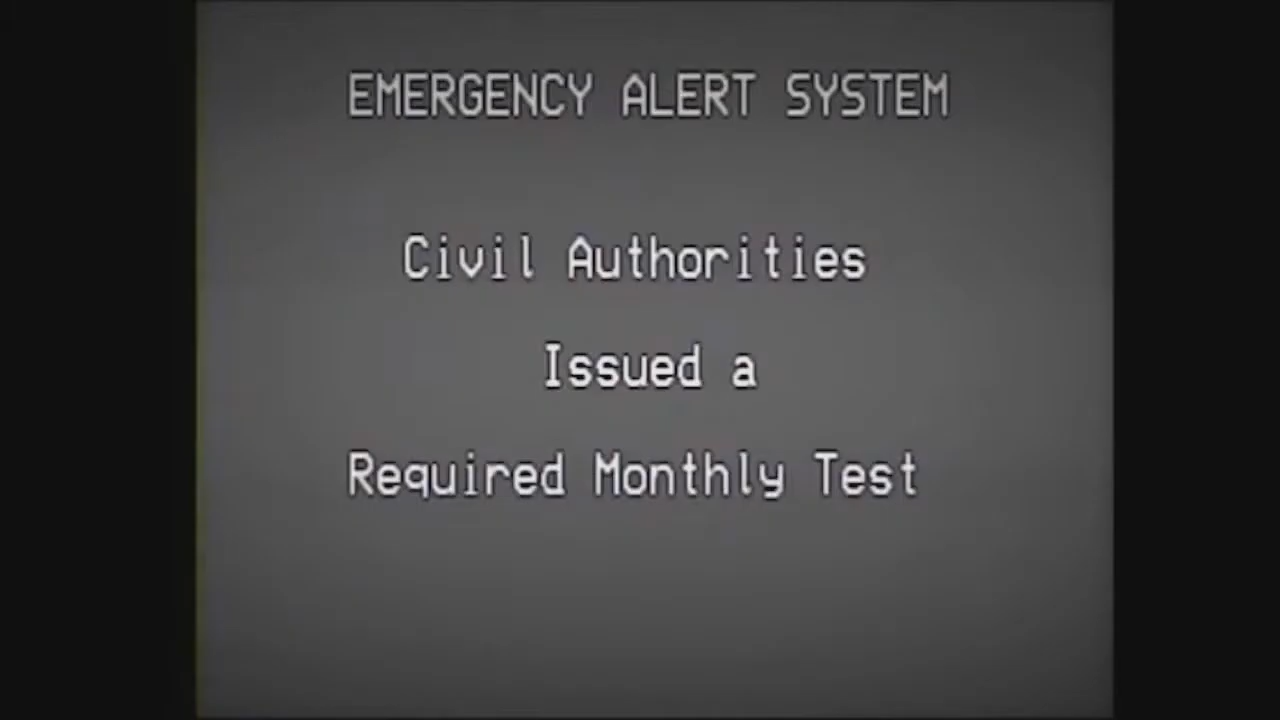 EMERGENCY ALERT SYSTEM
Civil Authorities
Issued a
Required Monthly Test